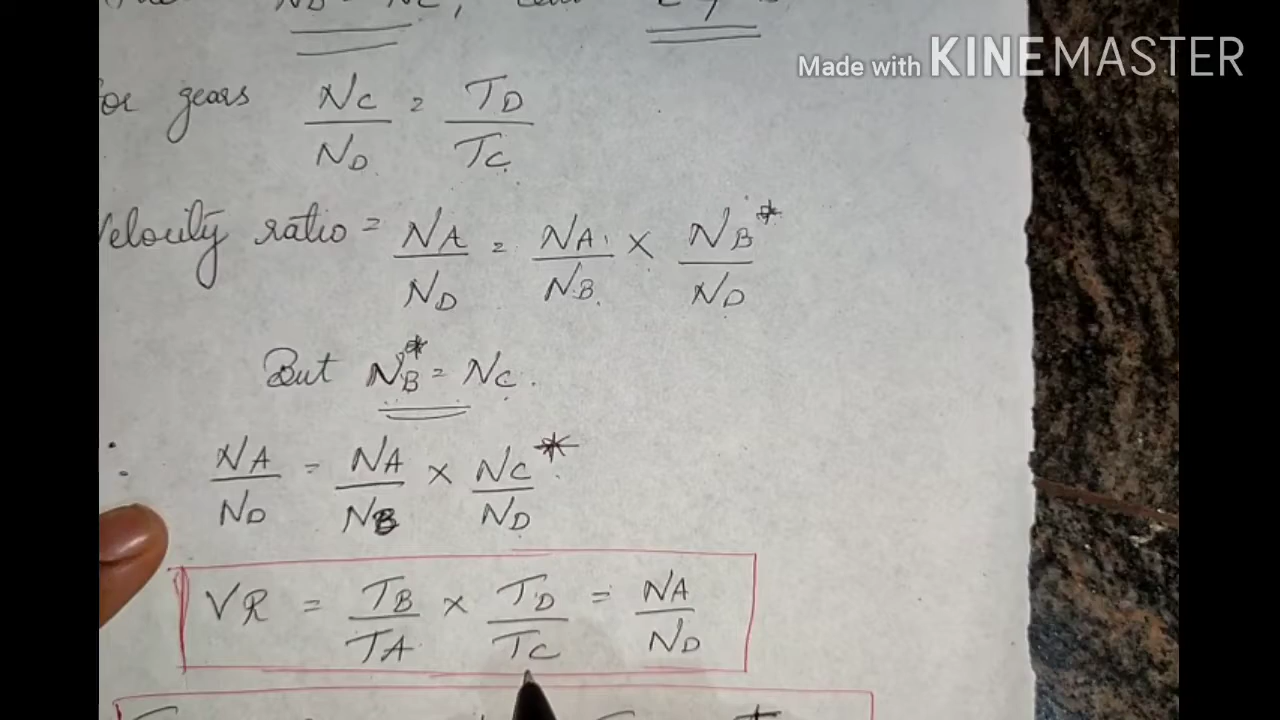 Made with KINEMASTER
for gears NC/ND = TD/TC
Velocity ratio = NA/ND = NA/NB × NB*/ND
But NB* = NC.
∴ NA/ND = NA/NB × NC*/ND
VR = TB/TA × TD/TC = NA/ND